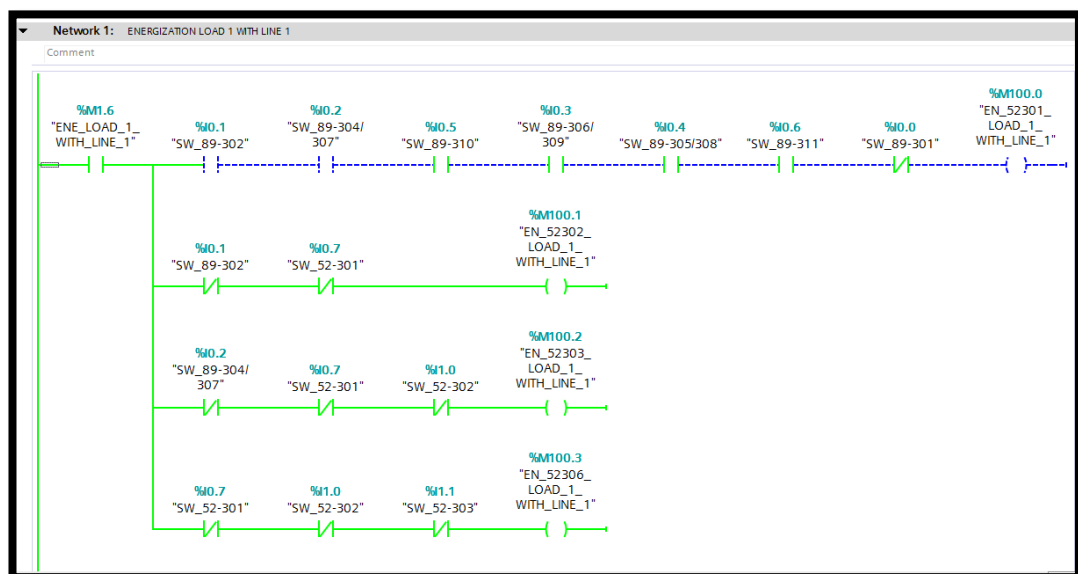 Network 1: ENERGIZATION LOAD 1 WITH LINE 1
Comment
%M1.6
"ENE_LOAD_1_
WITH_LINE_1"
%I0.1
"SW_89-302"
%I0.2
"SW_89-304/
307"
%I0.5
"SW_89-310"
%I0.3
"SW_89-306/
309"
%I0.4
"SW_89-305/308"
%I0.6
"SW_89-311"
%I0.0
"SW_89-301"
%M100.0
"EN_52301_
LOAD_1_
WITH_LINE_1"
%I0.1
"SW_89-302"
%I0.7
"SW_52-301"
%M100.1
"EN_52302_
LOAD_1_
WITH_LINE_1"
%I0.2
"SW_89-304/
307"
%I0.7
"SW_52-301"
%I1.0
"SW_52-302"
%M100.2
"EN_52303_
LOAD_1_
WITH_LINE_1"
%I0.7
"SW_52-301"
%I1.0
"SW_52-302"
%I1.1
"SW_52-303"
%M100.3
"EN_52306_
LOAD_1_
WITH_LINE_1"